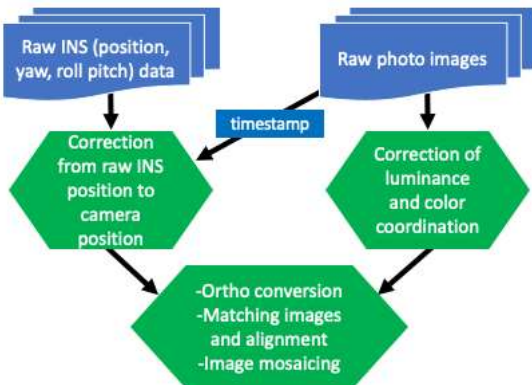 Raw INS (position,
yaw, roll pitch) data
Raw photo images
timestamp
Correction
from raw INS
position to
camera
position
Correction of
luminance
and color
coordination
-Ortho conversion
-Matching images
and alignment
-Image mosaicing